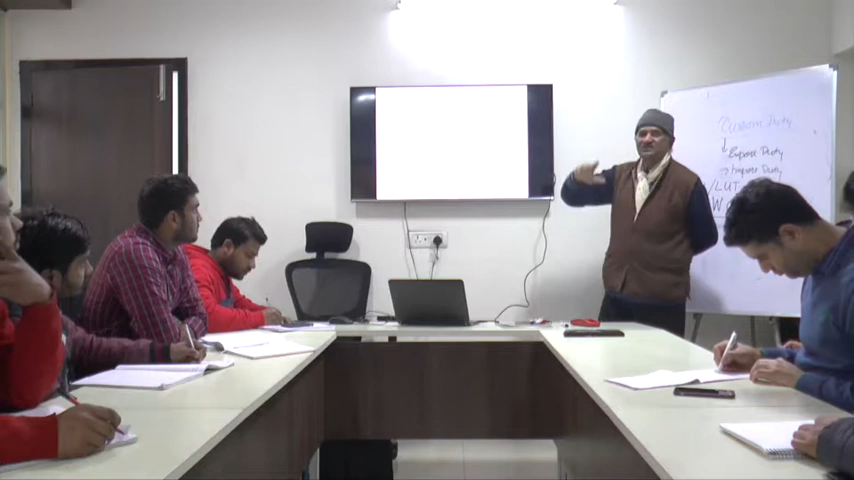 Custom Duty
↓
Export Duty
→ Import Duty
/LUT